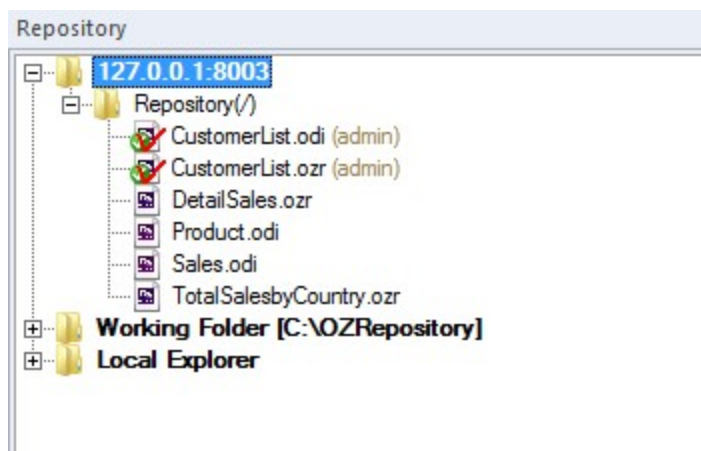 Repository
127.0.0.1:8003
Repository(/)
CustomerList.odi (admin)
CustomerList.ozr (admin)
DetailSales.ozr
Product.odi
Sales.odi
TotalSalesbyCountry.ozr
Working Folder [C:\OZRepository]
Local Explorer